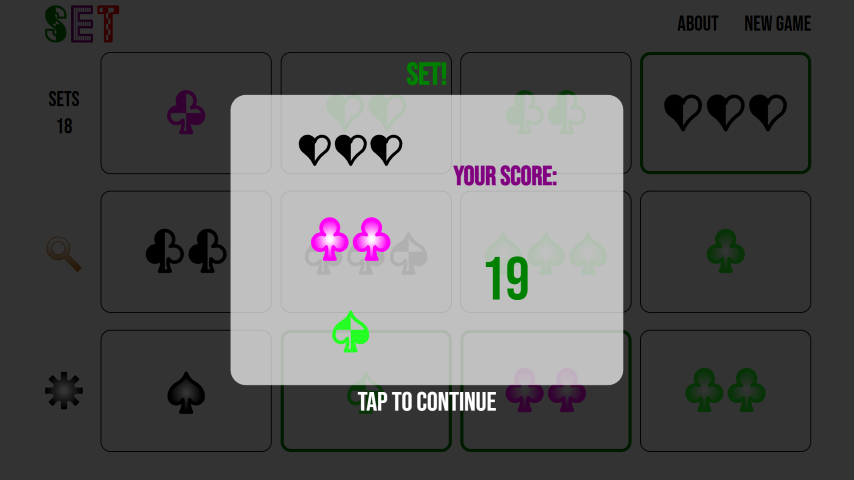 SET
ABOUT
NEW GAME
SETS
18
SET!
YOUR SCORE:
19
TAP TO CONTINUE